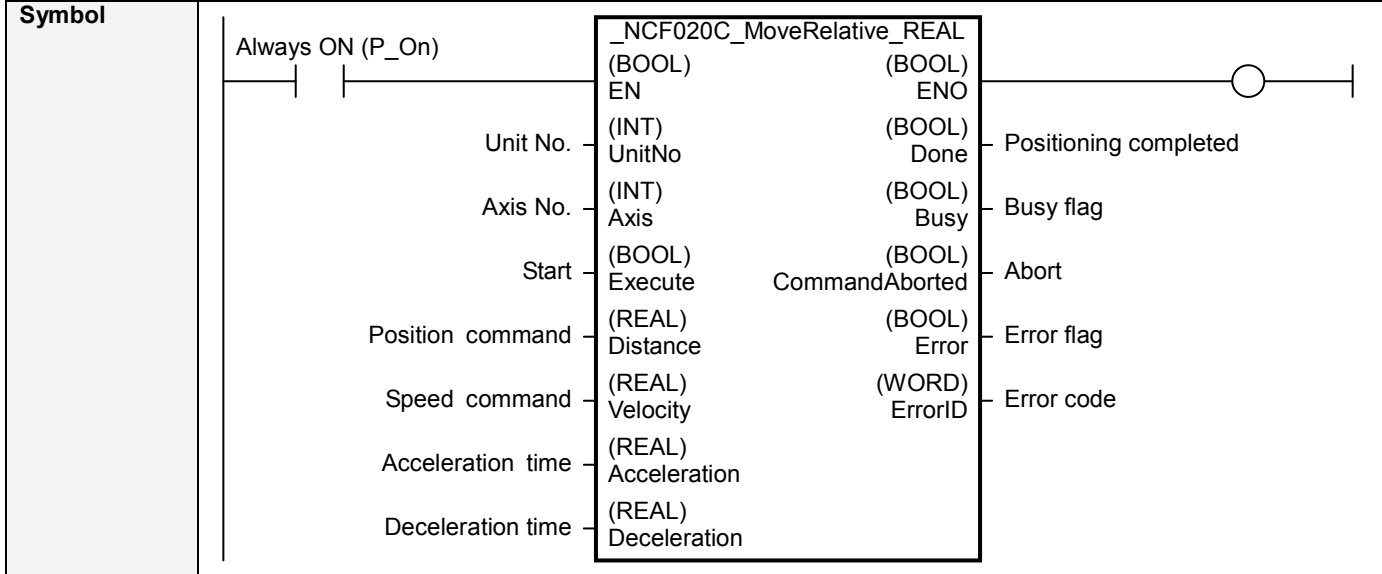 Symbol
_NCF020C_MoveRelative_REAL
Always ON (P_On)
(BOOL) (BOOL)
EN ENO
(INT) (BOOL)
Unit No. UnitNo Done Positioning completed
(INT) (BOOL)
Axis No. Axis Busy Busy flag
(BOOL) (BOOL)
Start Execute CommandAborted Abort
(REAL) (BOOL)
Position command Distance Error Error flag
(REAL) (WORD)
Speed command Velocity ErrorID Error code
(REAL)
Acceleration time Acceleration
(REAL)
Deceleration time Deceleration